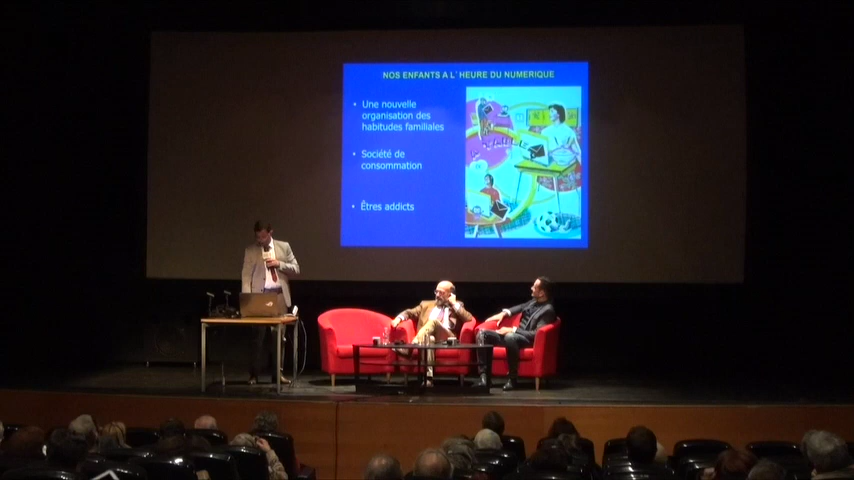 NOS ENFANTS A L' HEURE DU NUMERIQUE
• Une nouvelle
organisation des
habitudes familiales
• Société de
consommation
• Êtres addicts